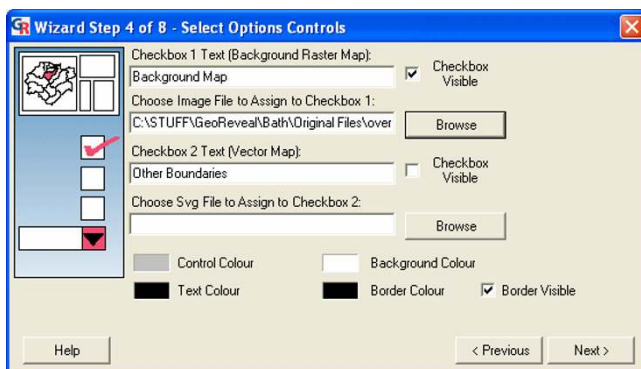 GR Wizard Step 4 of 8 - Select Options Controls
Checkbox 1 Text (Background Raster Map):
Background Map
Checkbox Visible
Choose Image File to Assign to Checkbox 1:
C:\STUFF\GeoReveal\Bath\Original Files\over
Browse
Checkbox 2 Text (Vector Map):
Other Boundaries
Checkbox Visible
Choose Svg File to Assign to Checkbox 2:
Browse
Control Colour
Background Colour
Text Colour
Border Colour
Border Visible
Help
< Previous
Next >